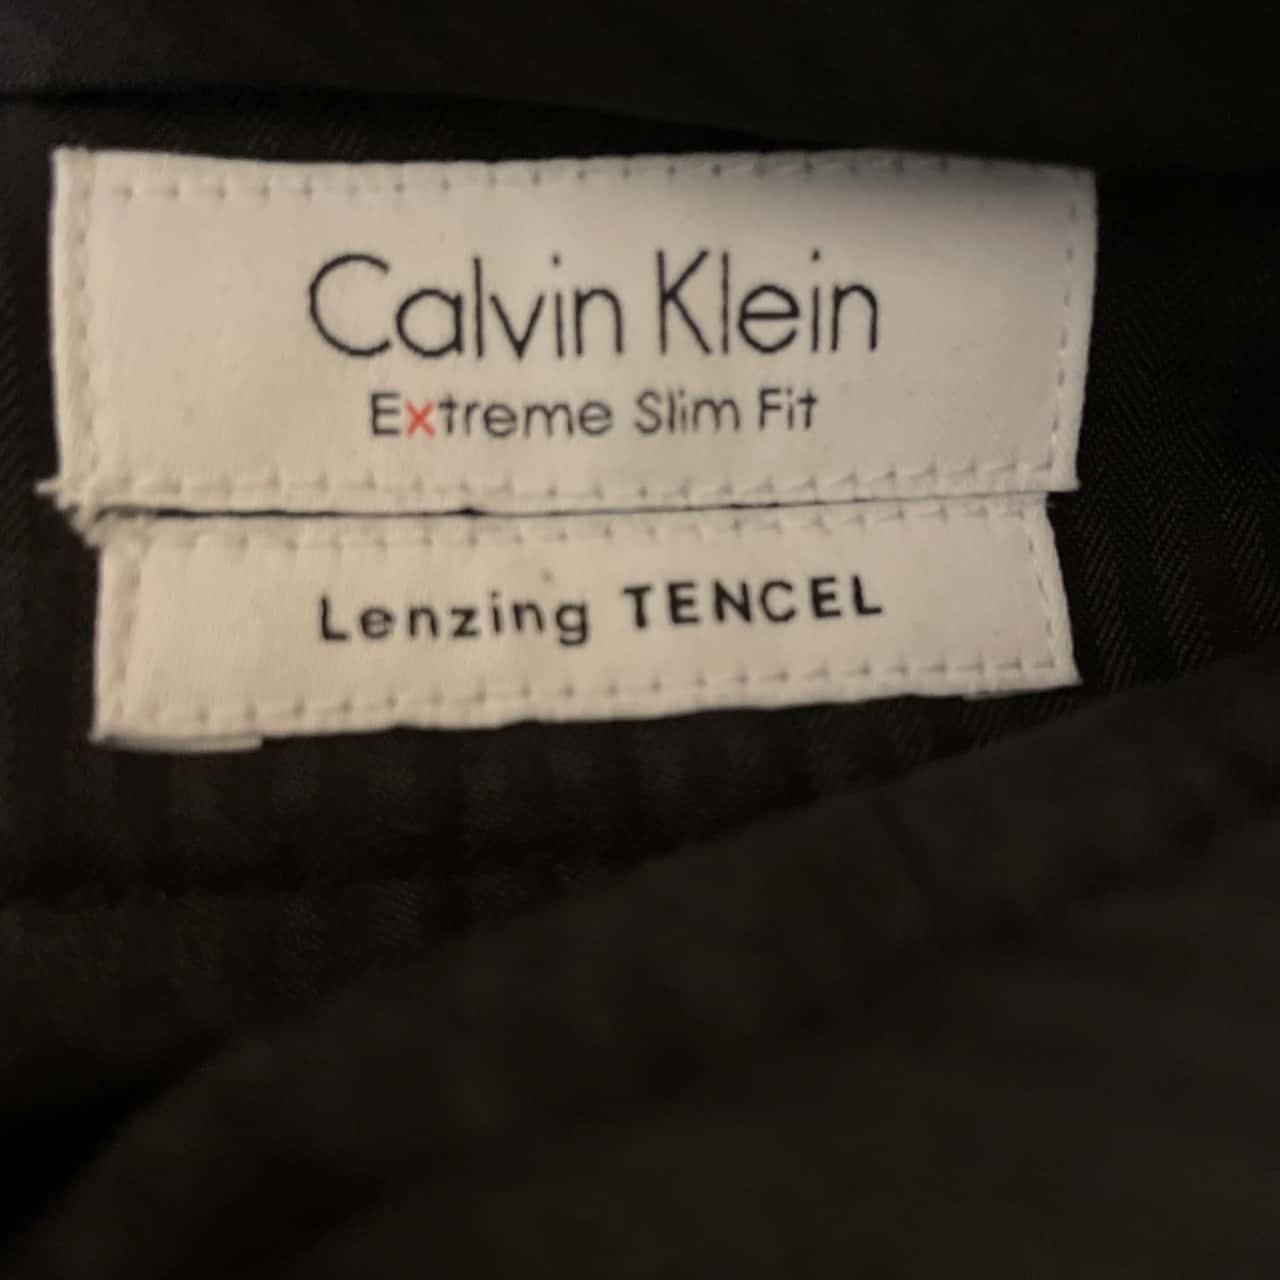 Calvin Klein
Extreme Slim Fit
Lenzing TENCEL